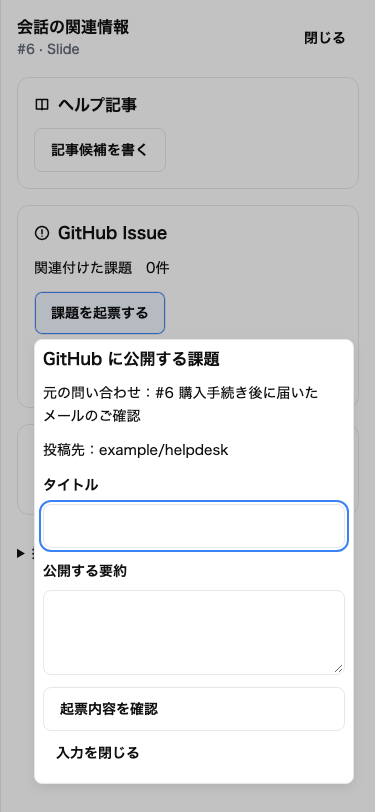 会話の関連情報
#6 · Slide
閉じる
ヘルプ記事
記事候補を書く
GitHub Issue
関連付けた課題 0件
課題を起票する
GitHub に公開する課題
元の問い合わせ：#6 購入手続き後に届いた
メールのご確認
投稿先：example/helpdesk
タイトル
公開する要約
起票内容を確認
入力を閉じる